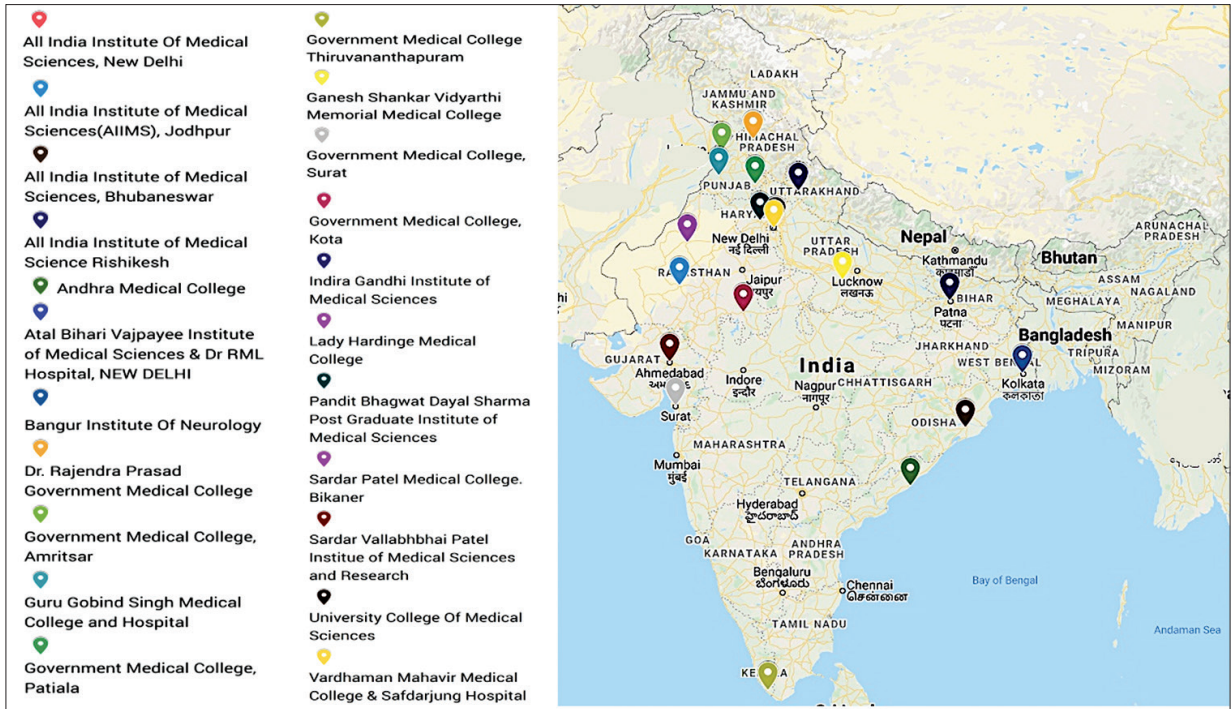 All India Institute Of Medical
Sciences, New Delhi
All India Institute of Medical
Sciences(AIIMS), Jodhpur
All India Institute of Medical
Sciences, Bhubaneswar
All India Institute of Medical
Science Rishikesh
Andhra Medical College
Atal Bihari Vajpayee Institute
of Medical Sciences & Dr RML
Hospital, NEW DELHI
Bangur Institute Of Neurology
Dr. Rajendra Prasad
Government Medical College
Government Medical College,
Amritsar
Guru Gobind Singh Medical
College and Hospital
Government Medical College,
Patiala
Government Medical College
Thiruvananthapuram
Ganesh Shankar Vidyarthi
Memorial Medical College
Government Medical College,
Surat
Government Medical College,
Kota
Indira Gandhi Institute of
Medical Sciences
Lady Hardinge Medical
College
Pandit Bhagwat Dayal Sharma
Post Graduate Institute of
Medical Sciences
Sardar Patel Medical College.
Bikaner
Sardar Vallabhbhai Patel
Institue of Medical Sciences
and Research
University College Of Medical
Sciences
Vardhaman Mahavir Medical
College & Safdarjung Hospital
LADAKH
JAMMU AND
KASHMIR
HIMACHAL
PRADESH
PUNJAB
UTTARAKHAND
HARYA
New Delhi
नई दिल्ली
UTTAR
PRADESH
Nepal
Kathmandu
काठमाडौं
Bhutan
ARUNACHAL
PRADESH
ASSAM
NAGALAND
MEGHALAYA
MANIPUR
RAJASTHAN
Jaipur
यपुर
Lucknow
लखनऊ
BIHAR
Patna
पटना
Bangladesh
TRIPURA
MIZORAM
JHARKHAND
WEST BENGAL
Kolkata
GUJARAT
Ahmedabad
India
Indore
इन्दौर
Nagpur
नागपूर
CHHATTISGARH
Surat
ODISHA
MAHARASHTRA
Mumbai
मुंबई
TELANGANA
Hyderabad
GOA
KARNATAKA
ANDHRA
PRADESH
Bengaluru
ಬೆಂಗಳೂರು
Chennai
சென்னை
Bay of Bengal
Andaman Sea
TAMIL NADU
KERALA